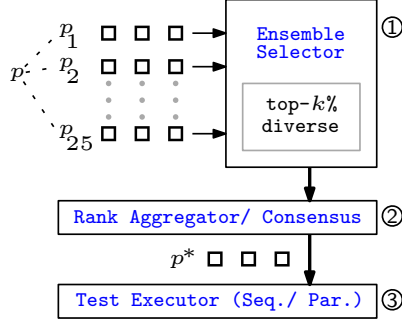 p
p1
p2
p25
Ensemble
Selector
①
top-k%
diverse
Rank Aggregator/ Consensus
②
p*
Test Executor (Seq./ Par.)
③